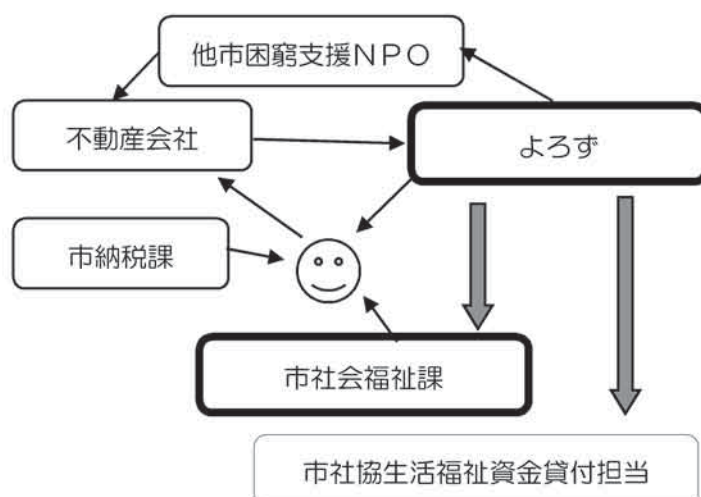 他市困窮支援NPO
不動産会社
よろず
市納税課
市社会福祉課
市社協生活福祉資金貸付担当